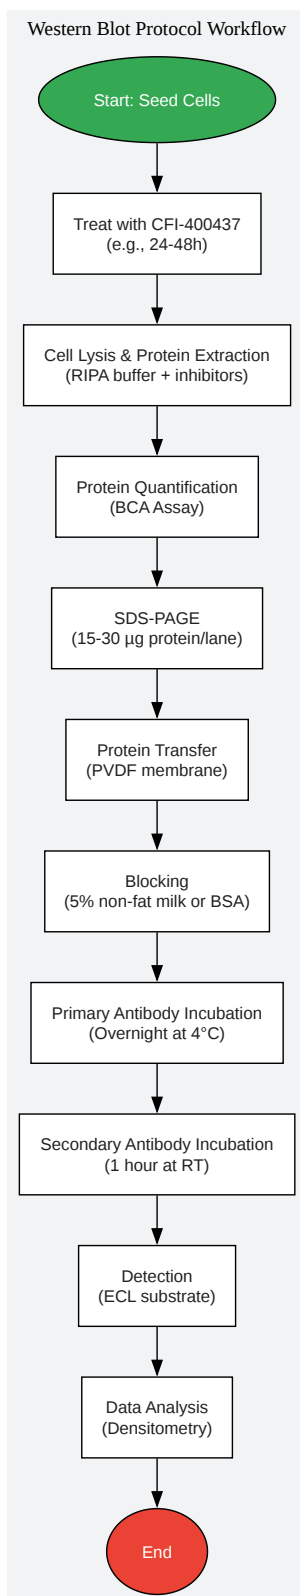 Western Blot Protocol Workflow
Start: Seed Cells
Treat with CFI-400437
(e.g., 24-48h)
Cell Lysis & Protein Extraction
(RIPA buffer + inhibitors)
Protein Quantification
(BCA Assay)
SDS-PAGE
(15-30 µg protein/lane)
Protein Transfer
(PVDF membrane)
Blocking
(5% non-fat milk or BSA)
Primary Antibody Incubation
(Overnight at 4°C)
Secondary Antibody Incubation
(1 hour at RT)
Detection
(ECL substrate)
Data Analysis
(Densitometry)
End